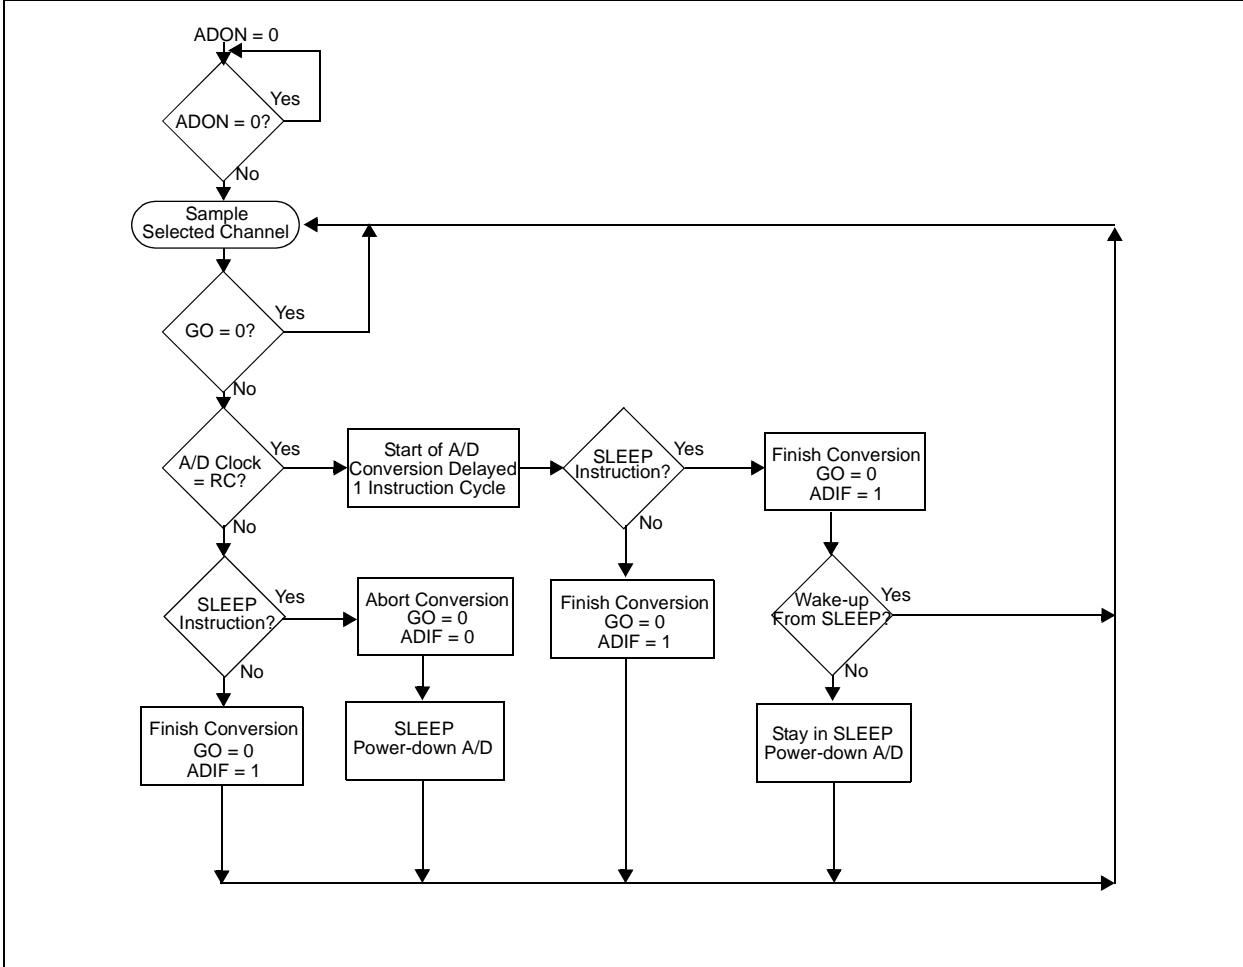 ADON = 0
Yes
ADON = 0?
No
Sample
Selected Channel
Yes
GO = 0?
No
Yes
A/D Clock
= RC?
No
Start of A/D
Conversion Delayed
1 Instruction Cycle
SLEEP
Instruction?
Yes
No
Finish Conversion
GO = 0
ADIF = 1
Yes
SLEEP
Instruction?
No
Abort Conversion
GO = 0
ADIF = 0
Finish Conversion
GO = 0
ADIF = 1
Wake-up
From SLEEP?
Yes
No
Finish Conversion
GO = 0
ADIF = 1
SLEEP
Power-down A/D
Stay in SLEEP
Power-down A/D